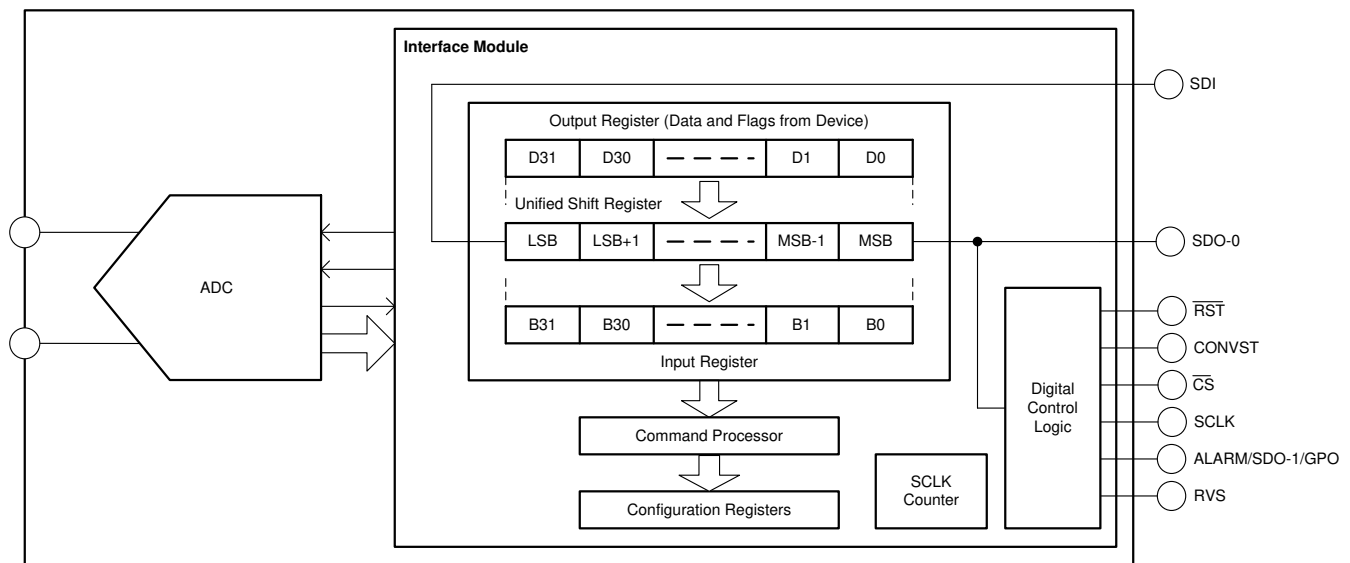 Interface Module
SDI
Output Register (Data and Flags from Device)
D31 D30 D1 D0
Unified Shift Register
LSB LSB+1 MSB-1 MSB
SDO-0
ADC
B31 B30 B1 B0
Input Register
RST
CONVST
CS
SCLK
ALARM/SDO-1/GPO
RVS
Digital
Control
Logic
Command Processor
SCLK
Counter
Configuration Registers